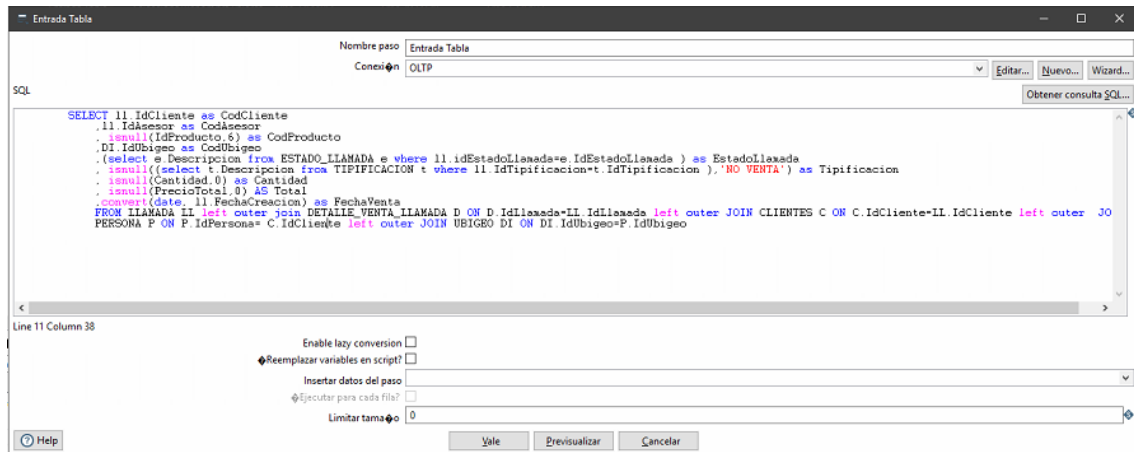 Entrada Tabla
Nombre paso Entrada Tabla
Conexi�n OLTP Editar... Nuevo... Wizard...
SQL Obtener consulta SQL...
SELECT ll.IdCliente as CodCliente
,ll.IdAsesor as CodAsesor
, isnull(IdProducto,6) as CodProducto
,DI.IdUbigeo as CodUbigeo
,(select e.Descripcion from ESTADO_LLAMADA e where ll.idEstadoLlamada=e.IdEstadoLlamada ) as EstadoLlamada
, isnull((select t.Descripcion from TIPIFICACION t where ll.IdTipificacion=t.IdTipificacion ),'NO VENTA') as Tipificacion
, isnull(Cantidad,0) as Cantidad
, isnull(PrecioTotal,0) AS Total
,convert(date, ll.FechaCreacion) as FechaVenta
FROM LLAMADA LL left outer join DETALLE_VENTA_LLAMADA D ON D.IdLlamada=LL.IdLlamada left outer JOIN CLIENTES C ON C.IdCliente=LL.IdCliente left outer JO
PERSONA P ON P.IdPersona= C.IdCliente left outer JOIN UBIGEO DI ON DI.IdUbigeo=P.IdUbigeo
Line 11 Column 38
Enable lazy conversion
�Reemplazar variables en script?
Insertar datos del paso
�Ejecutar para cada fila?
Limitar tama�o 0
Help Vale Previsualizar Cancelar